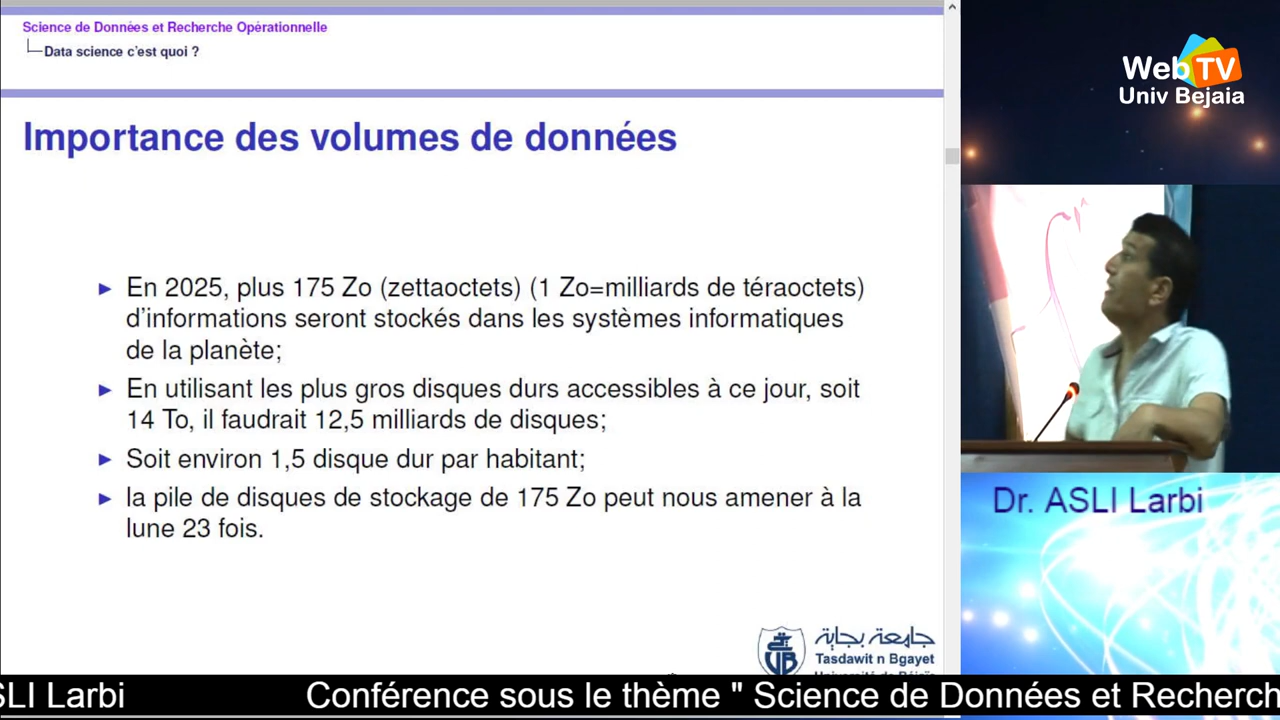 Science de Données et Recherche Opérationnelle
Data science c'est quoi ?
Importance des volumes de données
► En 2025, plus 175 Zo (zettaoctets) (1 Zo=milliards de téraoctets)
d'informations seront stockés dans les systèmes informatiques
de la planète;
► En utilisant les plus gros disques durs accessibles à ce jour, soit
14 To, il faudrait 12,5 milliards de disques;
► Soit environ 1,5 disque dur par habitant;
► la pile de disques de stockage de 175 Zo peut nous amener à la
lune 23 fois.
جامعة بجاية
Tasdawit n Bgayet
Université de Béjaïa
UB
Web TV
Univ Bejaia
Dr. ASLI Larbi
SLI Larbi Conférence sous le thème " Science de Données et Recherch